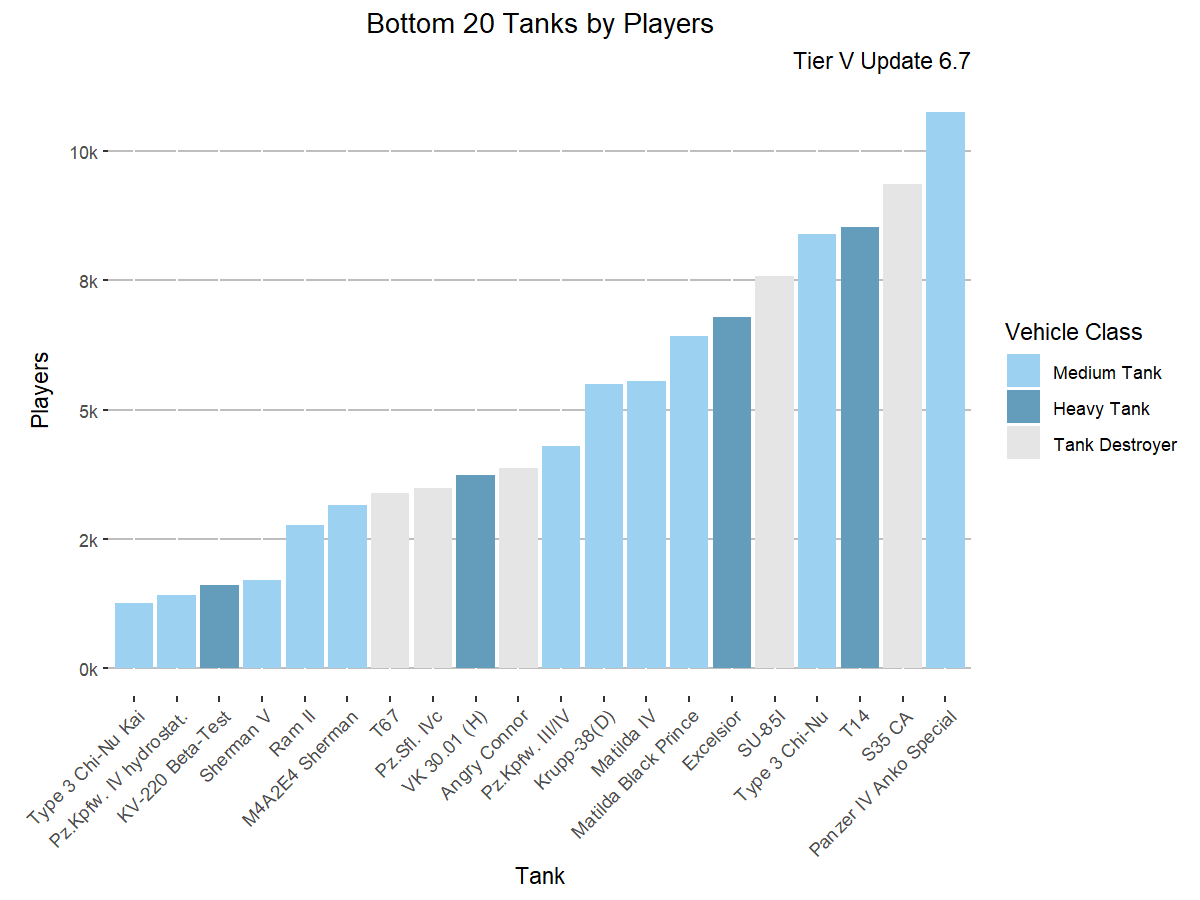 Bottom 20 Tanks by Players
Tier V Update 6.7
Players
10k
8k
5k
2k
0k
Type 3 Chi-Nu Kai
Pz.Kpfw. IV hydrostat.
KV-220 Beta-Test
Sherman V
Ram II
M4A2E4 Sherman
T67
Pz.Sfl. IVc
VK 30.01 (H)
Angry Connor
Pz.Kpfw. III/IV
Krupp-38(D)
Matilda IV
Matilda Black Prince
Excelsior
SU-85I
Type 3 Chi-Nu
T14
S35 CA
Panzer IV Anko Special
Tank
Vehicle Class
Medium Tank
Heavy Tank
Tank Destroyer